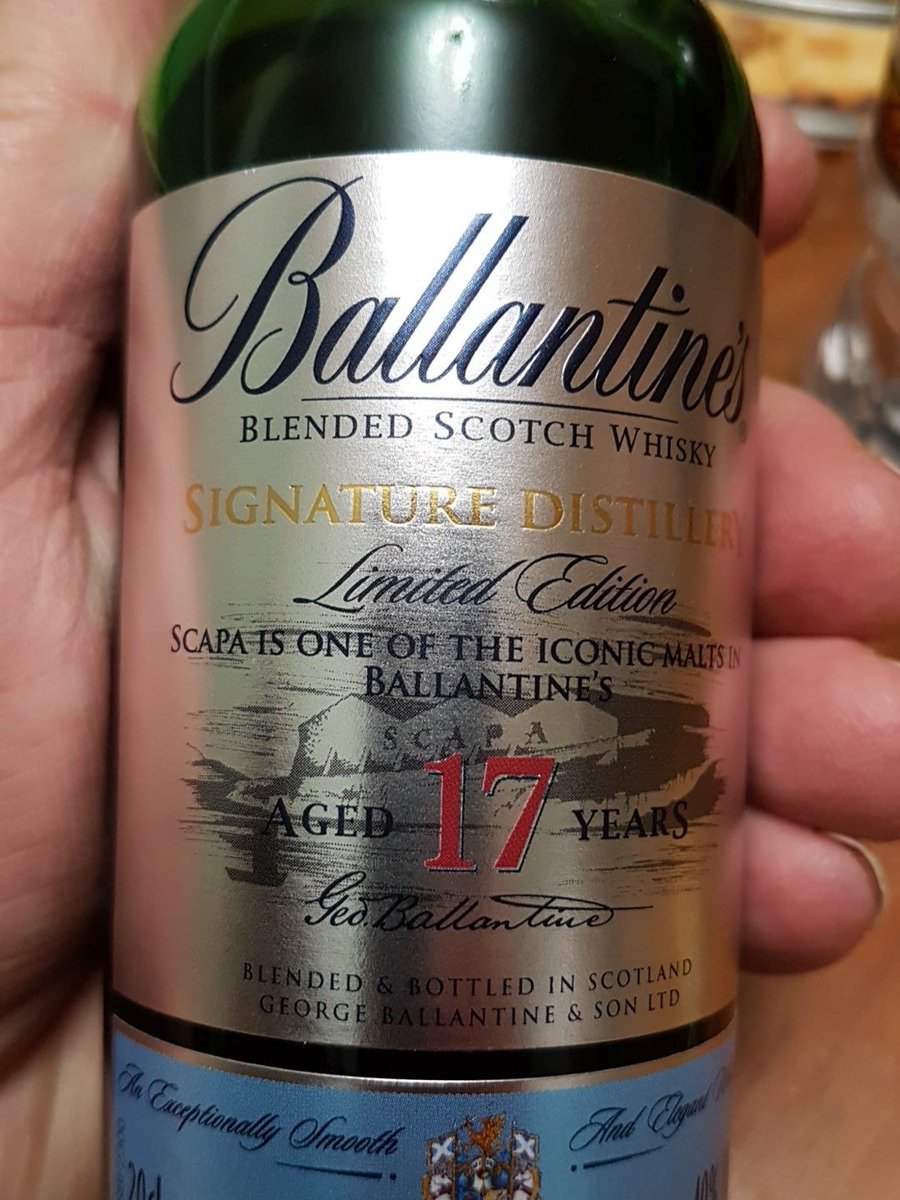 Ballantine's
BLENDED SCOTCH WHISKY
SIGNATURE DISTILLERY
Limited Edition
SCAPA IS ONE OF THE ICONIC MALTS IN
BALLANTINE'S
SCAPA
AGED 17 YEARS
Geo. Ballantine
BLENDED & BOTTLED IN SCOTLAND
GEORGE BALLANTINE & SON LTD
An Exceptionally Smooth
And Elegant
20cl